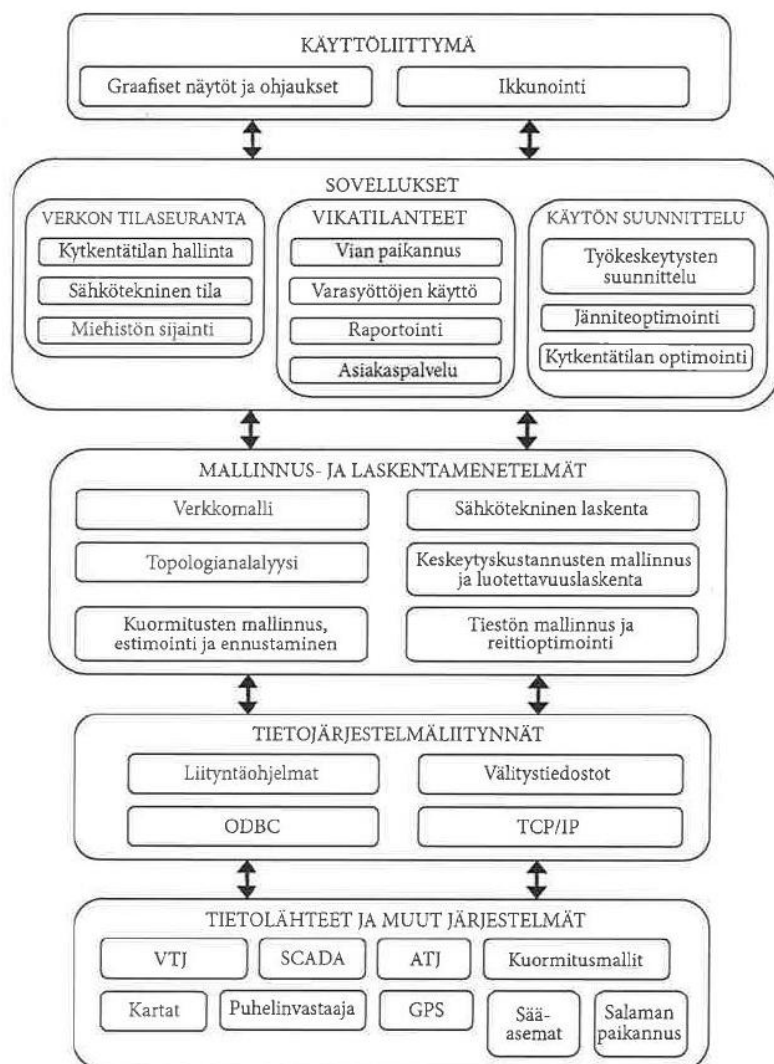 KÄYTTÖLIITTYMÄ
Graafiset näytöt ja ohjaukset
Ikkunointi
SOVELLUKSET
VERKON TILASEURANTA
Kytkentätilan hallinta
Sähkötekninen tila
Miehistön sijainti
VIKATILANTEET
Vian paikannus
Varasyöttöjen käyttö
Raportointi
Asiakaspalvelu
KÄYTÖN SUUNNITTELU
Työkeskeytysten
suunnittelu
Jänniteoptimointi
Kytkentätilan optimointi
MALLINNUS- JA LASKENTAMENETELMÄT
Verkkomalli
Sähkötekninen laskenta
Topologianalalyysi
Keskeytyskustannusten mallinnus
ja luotettavuuslaskenta
Kuormitusten mallinnus,
estimointi ja ennustaminen
Tiestön mallinnus ja
reittioptimointi
TIETOJÄRJESTELMÄLIITYNNÄT
Liityntäohjelmat
Välitystiedostot
ODBC
TCP/IP
TIETOLÄHTEET JA MUUT JÄRJESTELMÄT
VTJ
SCADA
ATJ
Kuormitusmallit
Kartat
Puhelinvastaaja
GPS
Sää-
asemat
Salaman
paikannus